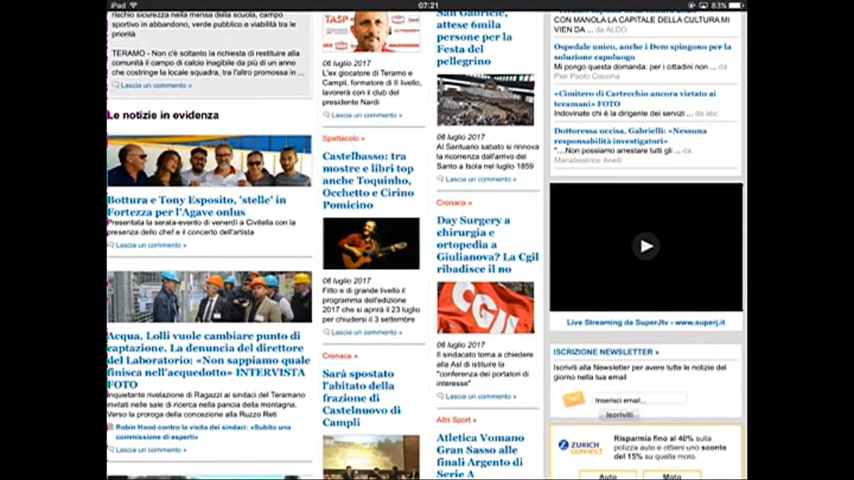 iPad
07:21
83%
rischio sicurezza nella mensa della scuola, campo
sportivo in abbandono, verde pubblico e viabilità tra le
priorità
TERAMO - Non c'è soltanto la richiesta di restituire alla
comunità il campo di calcio inagibile da più di un anno
che costringe la locale squadra, tra l'altro promossa in ...
Lascia un commento »
Le notizie in evidenza
Bottura e Tony Esposito, 'stelle' in
Fortezza per l'Agave onlus
Presentata la serata-evento di venerdì a Civitella con la
presenza dello chef e il concerto dell'artista
Lascia un commento »
Acqua, Lolli vuole cambiare punto di
captazione. La denuncia del direttore
del Laboratorio: «Non sappiamo quale
finisca nell'acquedotto» INTERVISTA
FOTO
Inquietante rivelazione di Ragazzi ai sindaci del Teramano
invitati nelle sale di ricerca nella pancia della montagna.
Verso la proroga della concezione alla Ruzzo Reti
Robin Hood contro la visita dei sindaci: «Subito una
commissione di esperti»
Lascia un commento »
TASP
06 luglio 2017
L'ex giocatore di Teramo e
Campli, formatore di II livello,
lavorerà con il club del
presidente Nardi
Lascia un commento »
Spettacolo »
Castelbasso: tra
mostre e libri top
anche Toquinho,
Occhetto e Cirino
Pomicino
06 luglio 2017
Fitto e di grande livello il
programma dell'edizione
2017 che si aprirà il 23 luglio
per chiudersi il 3 settembre
Lascia un commento »
Cronaca »
Sarà spostato
l'abitato della
frazione di
Castelnuovo di
Campli
San Gabriele,
attese 6mila
persone per la
Festa del
pellegrino
06 luglio 2017
Al Santuario sabato si rinnova
la ricorrenza dall'arrivo del
Santo a Isola nel luglio 1859
Lascia un commento »
Cronaca »
Day Surgery a
chirurgia e
ortopedia a
Giulianova? La Cgil
ribadisce il no
CGIL
06 luglio 2017
Il sindacato torna a chiedere
alla Asl di istituire la
"conferenza dei portatori di
interesse"
Lascia un commento »
Altri Sport »
Atletica Vomano
Gran Sasso alle
finali Argento di
Serie A
CON MANOLA LA CAPITALE DELLA CULTURA MI
VIEN DA ... da ALDO
Ospedale unico, anche i Dem spingono per la
soluzione capoluogo
Mi pongo questa domanda: per i cittadini non ... da
Pier Paolo Coccina
«Cimitero di Cartecchio ancora vietato ai
teramani» FOTO
Indovinate chi è la dirigente dei servizi ... da abc
Dottoressa uccisa, Gabrielli: «Nessuna
responsabilità investigatori»
"...Non possiamo arrestare tutti gli ... da
Mariabeatrice Anelli
Live Streaming da SuperJtv - www.superj.it
ISCRIZIONE NEWSLETTER »
Iscriviti alla Newsletter per avere tutte le notizie del
giorno nella tua email
Inserisci email...
Iscriviti
ZURICH
connect
Risparmia fino al 40% sulla
polizza auto e ottieni uno sconto
del 15% su quella moto.
Auto
Moto